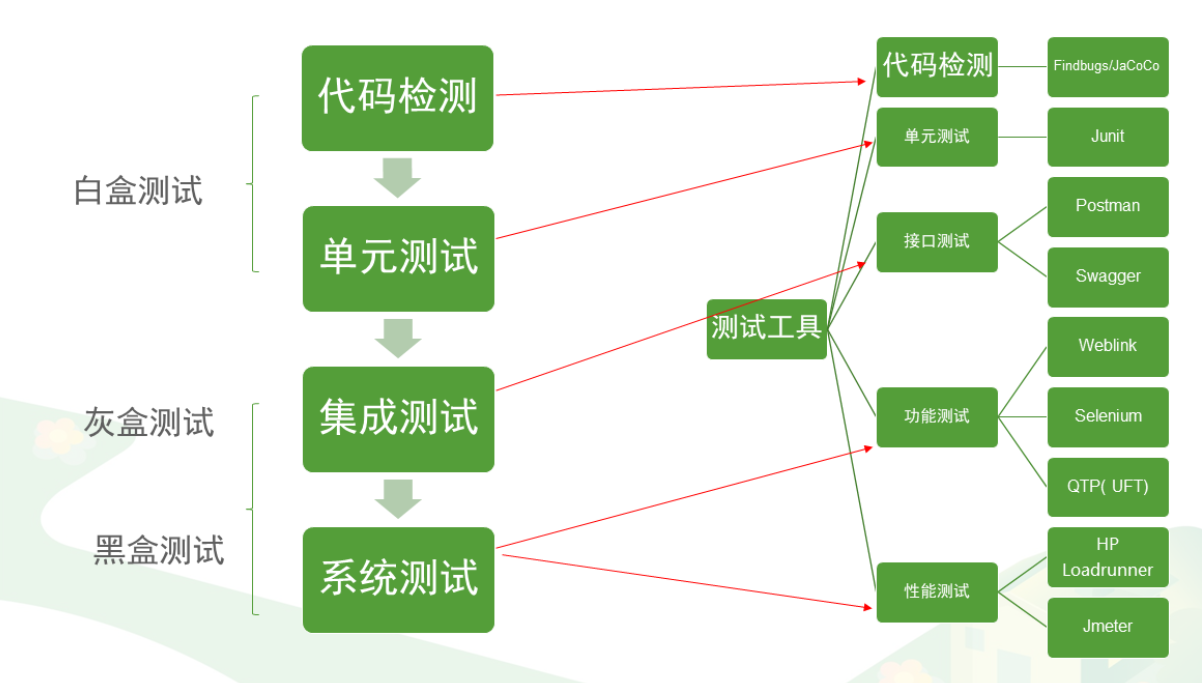 白盒测试
灰盒测试
黑盒测试
代码检测
单元测试
集成测试
系统测试
测试工具
代码检测
Findbugs/JaCoCo
单元测试
Junit
接口测试
Postman
Swagger
功能测试
Weblink
Selenium
QTP( UFT)
性能测试
HP
Loadrunner
Jmeter